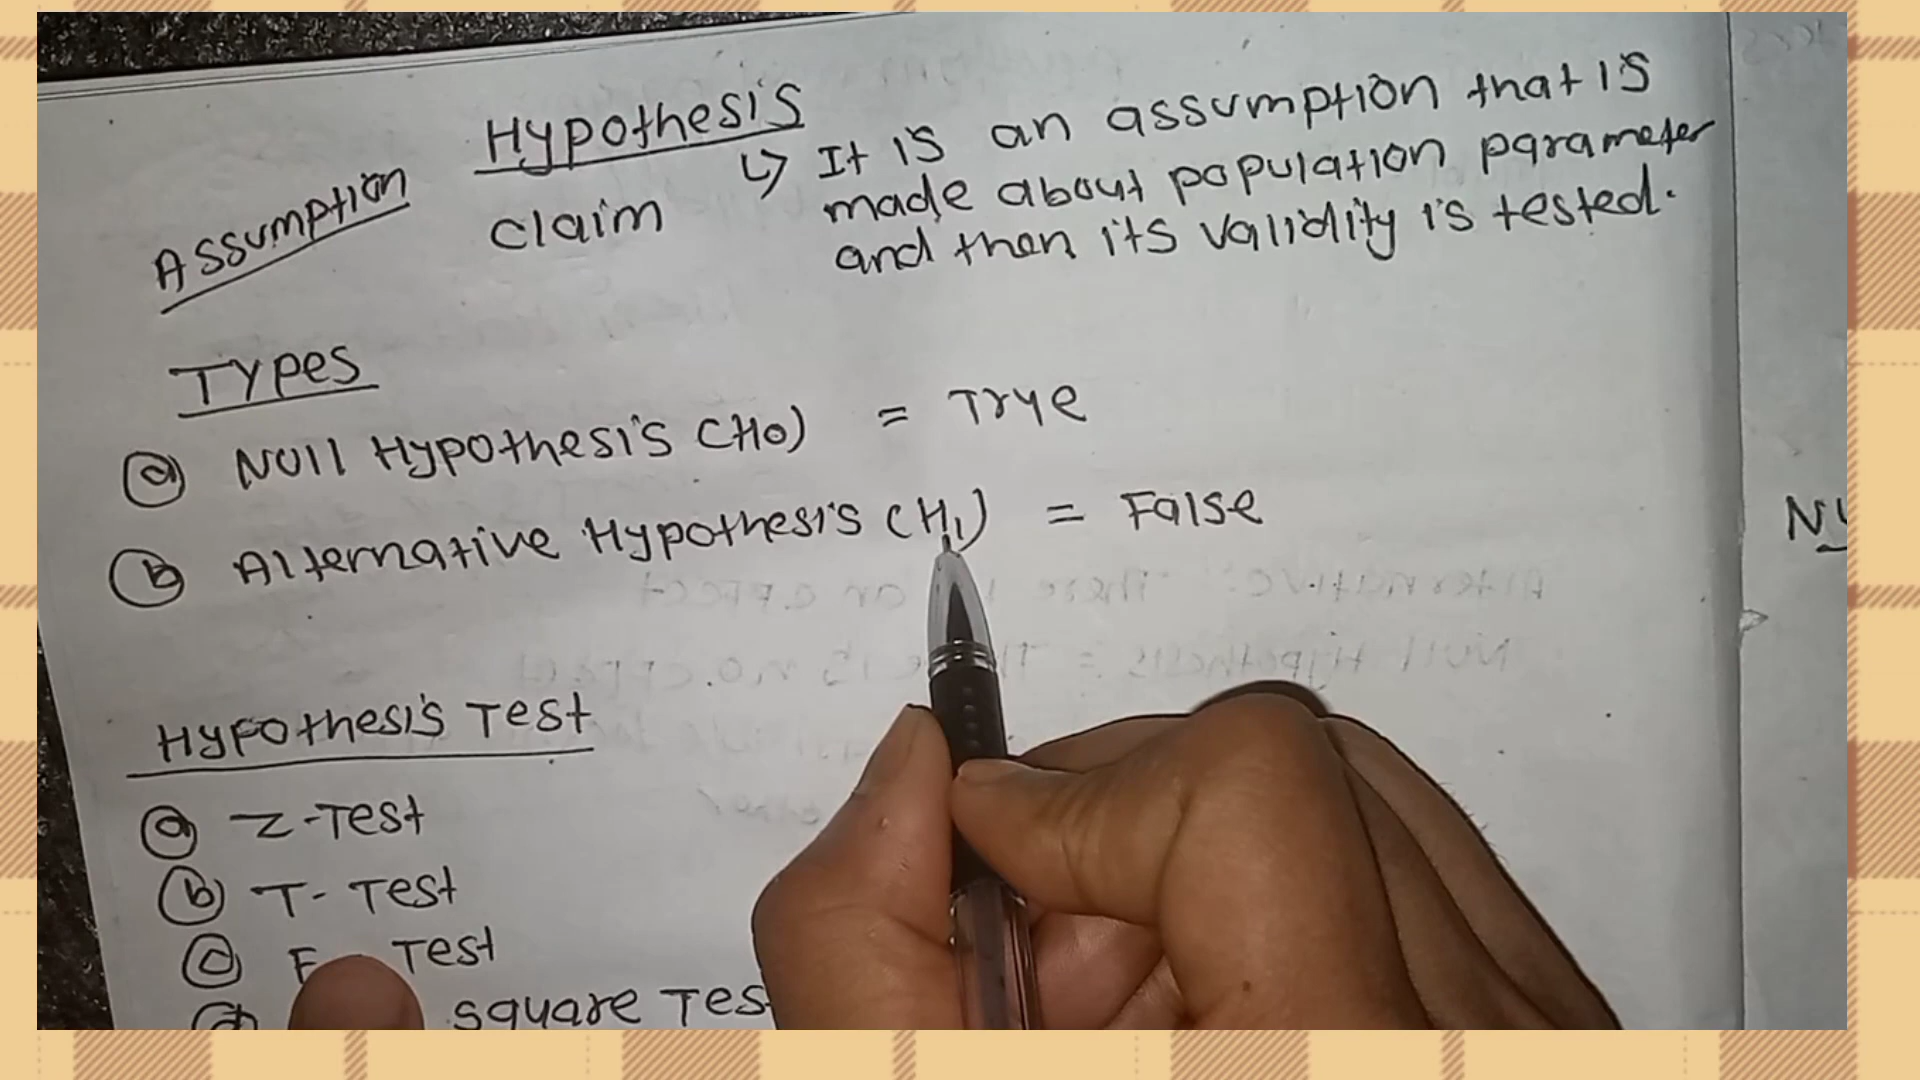 Hypothesis
Assumption
claim
↳ It is an assumption that is
made about population parameter
and then its validity is tested.
Types
a Null Hypothesis (H0) = True
b Alternative Hypothesis (H1) = False
Hypothesis Test
a Z-Test
b T-Test
c F Test
d square Tes